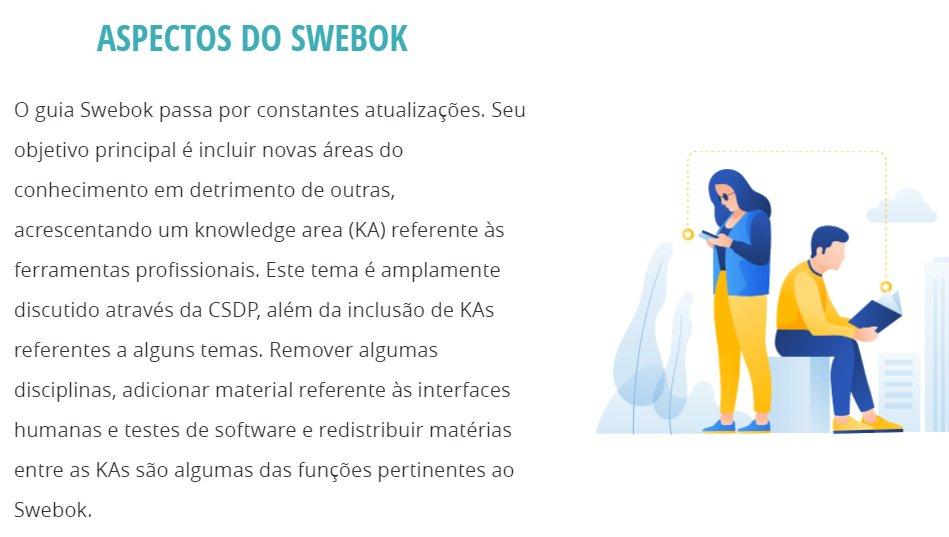 ASPECTOS DO SWEBOK
O guia Swebok passa por constantes atualizações. Seu
objetivo principal é incluir novas áreas do
conhecimento em detrimento de outras,
acrescentando um knowledge area (KA) referente às
ferramentas profissionais. Este tema é amplamente
discutido através da CSDP, além da inclusão de KAs
referentes a alguns temas. Remover algumas
disciplinas, adicionar material referente às interfaces
humanas e testes de software e redistribuir matérias
entre as KAs são algumas das funções pertinentes ao
Swebok.